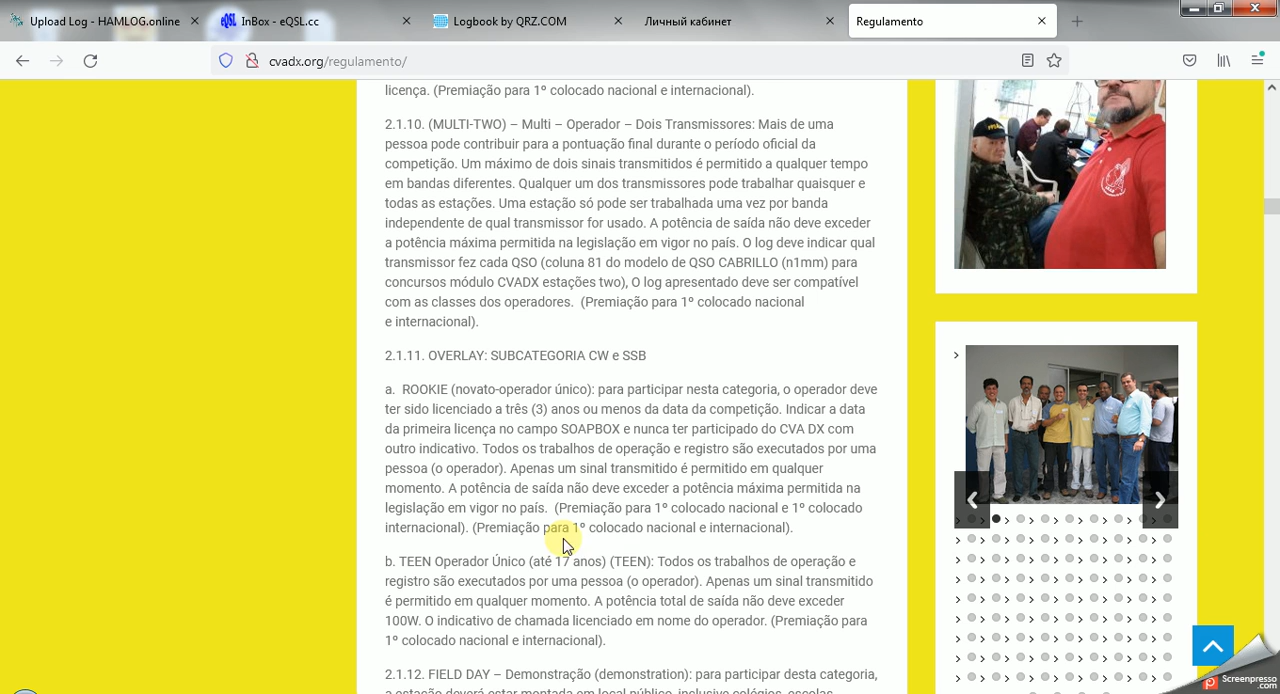 Upload Log - HAMLOG.online
InBox - eQSL.cc
Logbook by QRZ.COM
Личный кабинет
Regulamento
cvadx.org/regulamento/
licença. (Premiação para 1º colocado nacional e internacional).
2.1.10. (MULTI-TWO) – Multi – Operador – Dois Transmissores: Mais de uma
pessoa pode contribuir para a pontuação final durante o período oficial da
competição. Um máximo de dois sinais transmitidos é permitido a qualquer tempo
em bandas diferentes. Qualquer um dos transmissores pode trabalhar quaisquer e
todas as estações. Uma estação só pode ser trabalhada uma vez por banda
independente de qual transmissor for usado. A potência de saída não deve exceder
a potência máxima permitida na legislação em vigor no país. O log deve indicar qual
transmissor fez cada QSO (coluna 81 do modelo de QSO CABRILLO (n1mm) para
concursos módulo CVADX estações two), O log apresentado deve ser compatível
com as classes dos operadores. (Premiação para 1º colocado nacional
e internacional).
2.1.11. OVERLAY: SUBCATEGORIA CW e SSB
a. ROOKIE (novato-operador único): para participar nesta categoria, o operador deve
ter sido licenciado a três (3) anos ou menos da data da competição. Indicar a data
da primeira licença no campo SOAPBOX e nunca ter participado do CVA DX com
outro indicativo. Todos os trabalhos de operação e registro são executados por uma
pessoa (o operador). Apenas um sinal transmitido é permitido em qualquer
momento. A potência de saída não deve exceder a potência máxima permitida na
legislação em vigor no país. (Premiação para 1º colocado nacional e 1º colocado
internacional). (Premiação para 1º colocado nacional e internacional).
b. TEEN Operador Único (até 17 anos) (TEEN): Todos os trabalhos de operação e
registro são executados por uma pessoa (o operador). Apenas um sinal transmitido
é permitido em qualquer momento. A potência total de saída não deve exceder
100W. O indicativo de chamada licenciado em nome do operador. (Premiação para
1º colocado nacional e internacional).
2.1.12. FIELD DAY – Demonstração (demonstration): para participar desta categoria,
a estação deverá
Screenpresso
.com